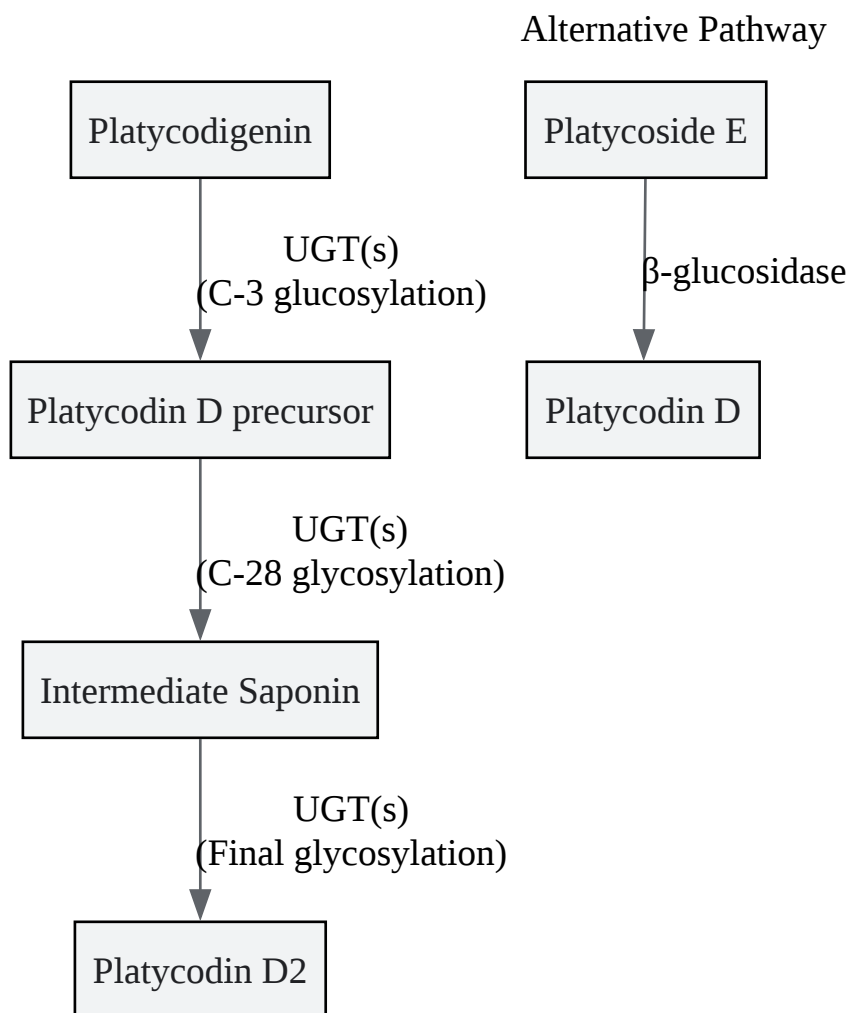 Alternative Pathway
Platycodigenin
Platycoside E
UGT(s)
(C-3 glucosylation)
β-glucosidase
Platycodin D precursor
Platycodin D
UGT(s)
(C-28 glycosylation)
Intermediate Saponin
UGT(s)
(Final glycosylation)
Platycodin D2